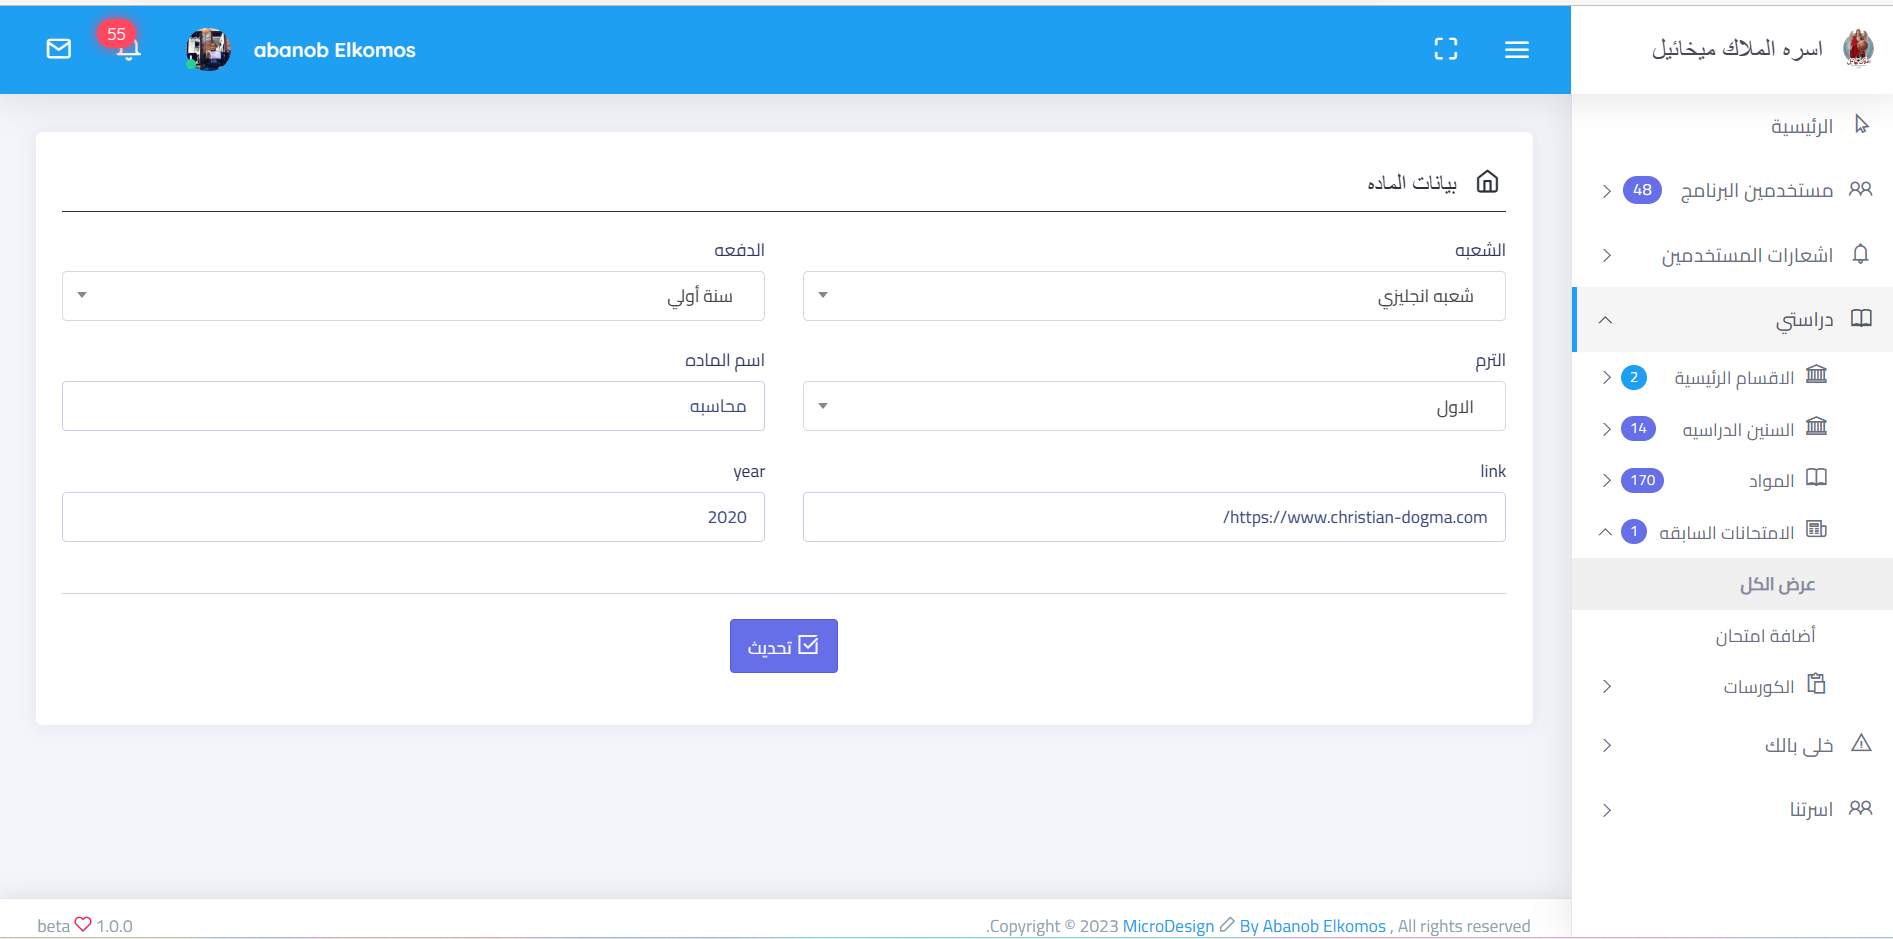 اسره الملاك ميخائيل
abanob Elkomos
55
الرئيسية
مستخدمين البرنامج 48
اشعارات المستخدمين
دراستي
الاقسام الرئيسية 2
السنين الدراسيه 14
المواد 170
الامتحانات السابقه 1
عرض الكل
أضافة امتحان
الكورسات
خلى بالك
اسرتنا
بيانات الماده
الشعبه
شعبه انجليزي
الدفعه
سنة أولي
الترم
الاول
اسم الماده
محاسبه
link
/https://www.christian-dogma.com
year
2020
تحديث
.Copyright © 2023 MicroDesign By Abanob Elkomos , All rights reserved
beta 1.0.0